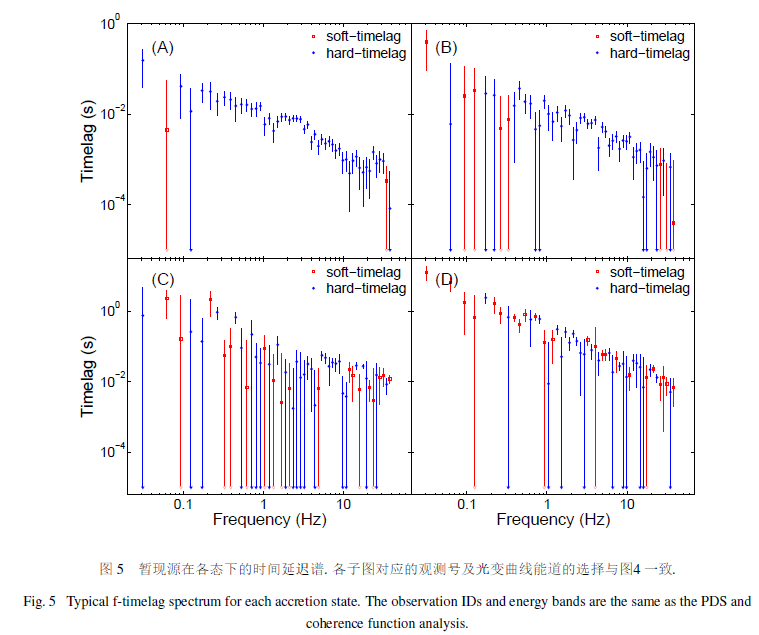 10⁰
10⁻²
10⁻⁴
Timelag (s)
(A)
soft−timelag
hard−timelag
(B)
soft−timelag
hard−timelag
10⁰
10⁻²
10⁻⁴
Timelag (s)
(C)
soft−timelag
hard−timelag
(D)
soft−timelag
hard−timelag
0.1 1 10
0.1 1 10
Frequency (Hz)
Frequency (Hz)
图 5 暂现源在各态下的时间延迟谱. 各子图对应的观测号及光变曲线能道的选择与图4 一致.
Fig. 5 Typical f-timelag spectrum for each accretion state. The observation IDs and energy bands are the same as the PDS and
coherence function analysis.